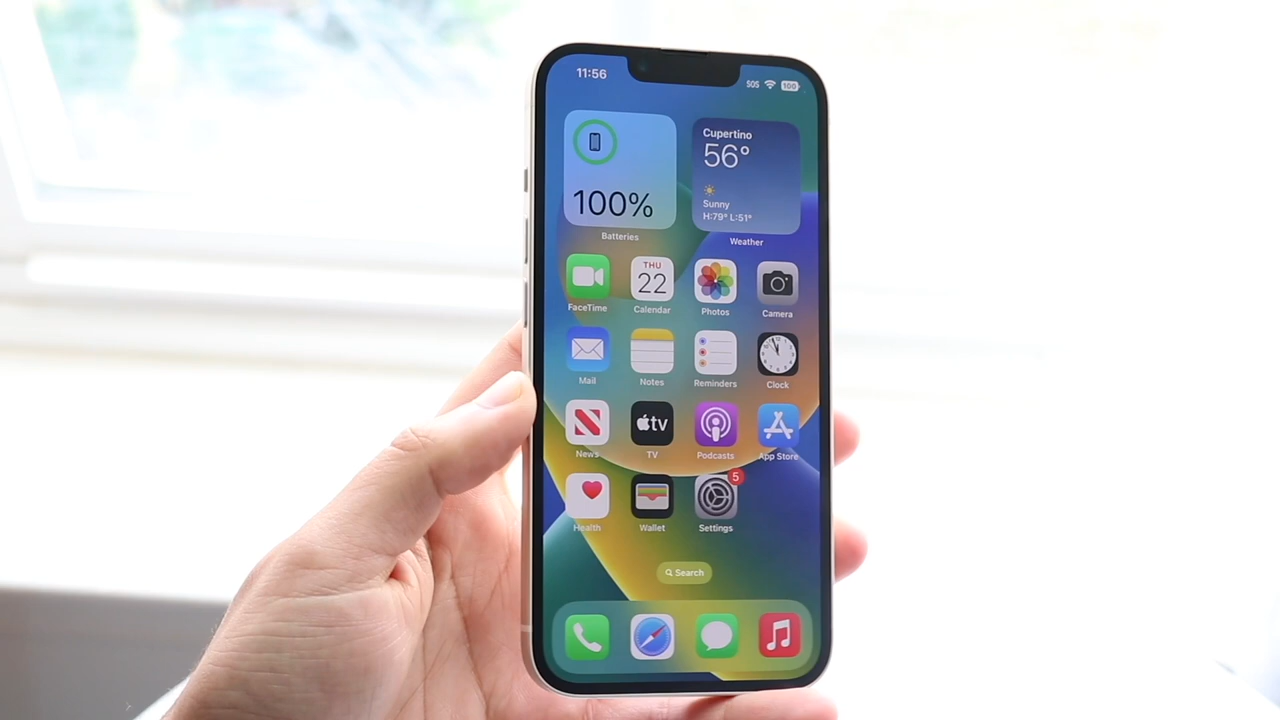 11:56
SOS
100
100%
Batteries
Cupertino
56°
Sunny
H:79° L:51°
Weather
FaceTime
THU
22
Calendar
Photos
Camera
Mail
Notes
Reminders
12
Clock
News
tv
TV
Podcasts
App Store
Health
Wallet
5
Settings
Search